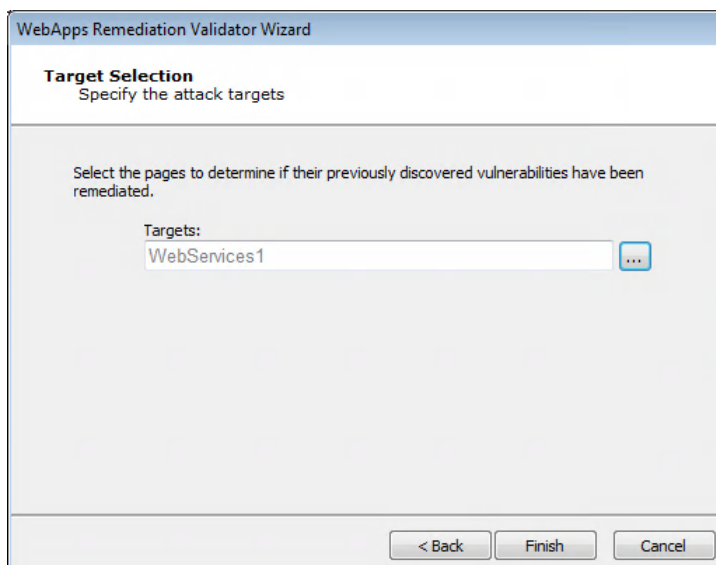 WebApps Remediation Validator Wizard
Target Selection
Specify the attack targets
Select the pages to determine if their previously discovered vulnerabilities have been
remediated.
Targets:
WebServices1
...
< Back
Finish
Cancel